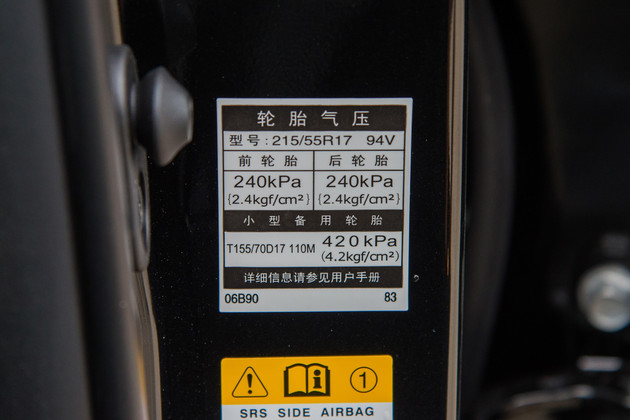 轮胎气压
型号:215/55R17 94V
前轮胎 后轮胎
240kPa 240kPa
{2.4kgf/cm²} {2.4kgf/cm²}
小型备用轮胎
T155/70D17 110M 420kPa
(4.2kgf/cm²)
详细信息请参见用户手册
06B90 83
1
SRS SIDE AIRBAG